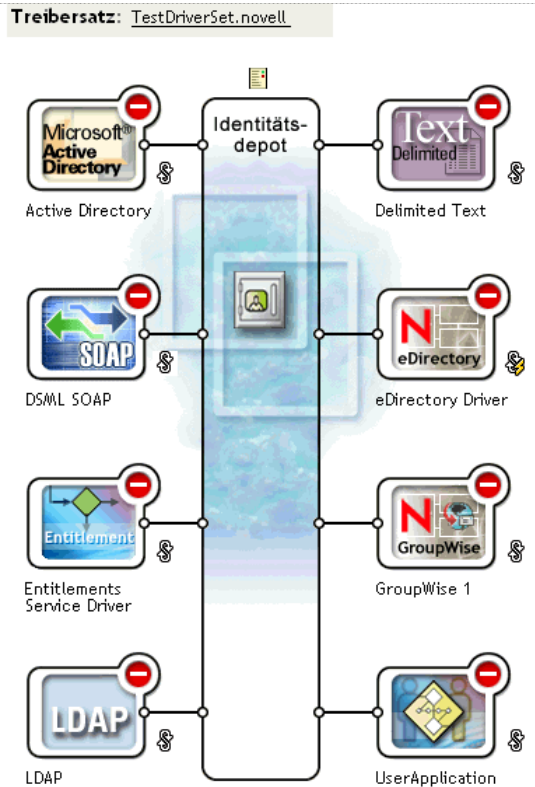 Treibersatz: TestDriverSet.novell
Identitäts-
depot
Microsoft®
Active
Directory
Active Directory
Text
Delimited
Delimited Text
SOAP
DSML SOAP
N
eDirectory
eDirectory Driver
Entitlement
Entitlements
Service Driver
N
GroupWise
GroupWise 1
LDAP
LDAP
UserApplication